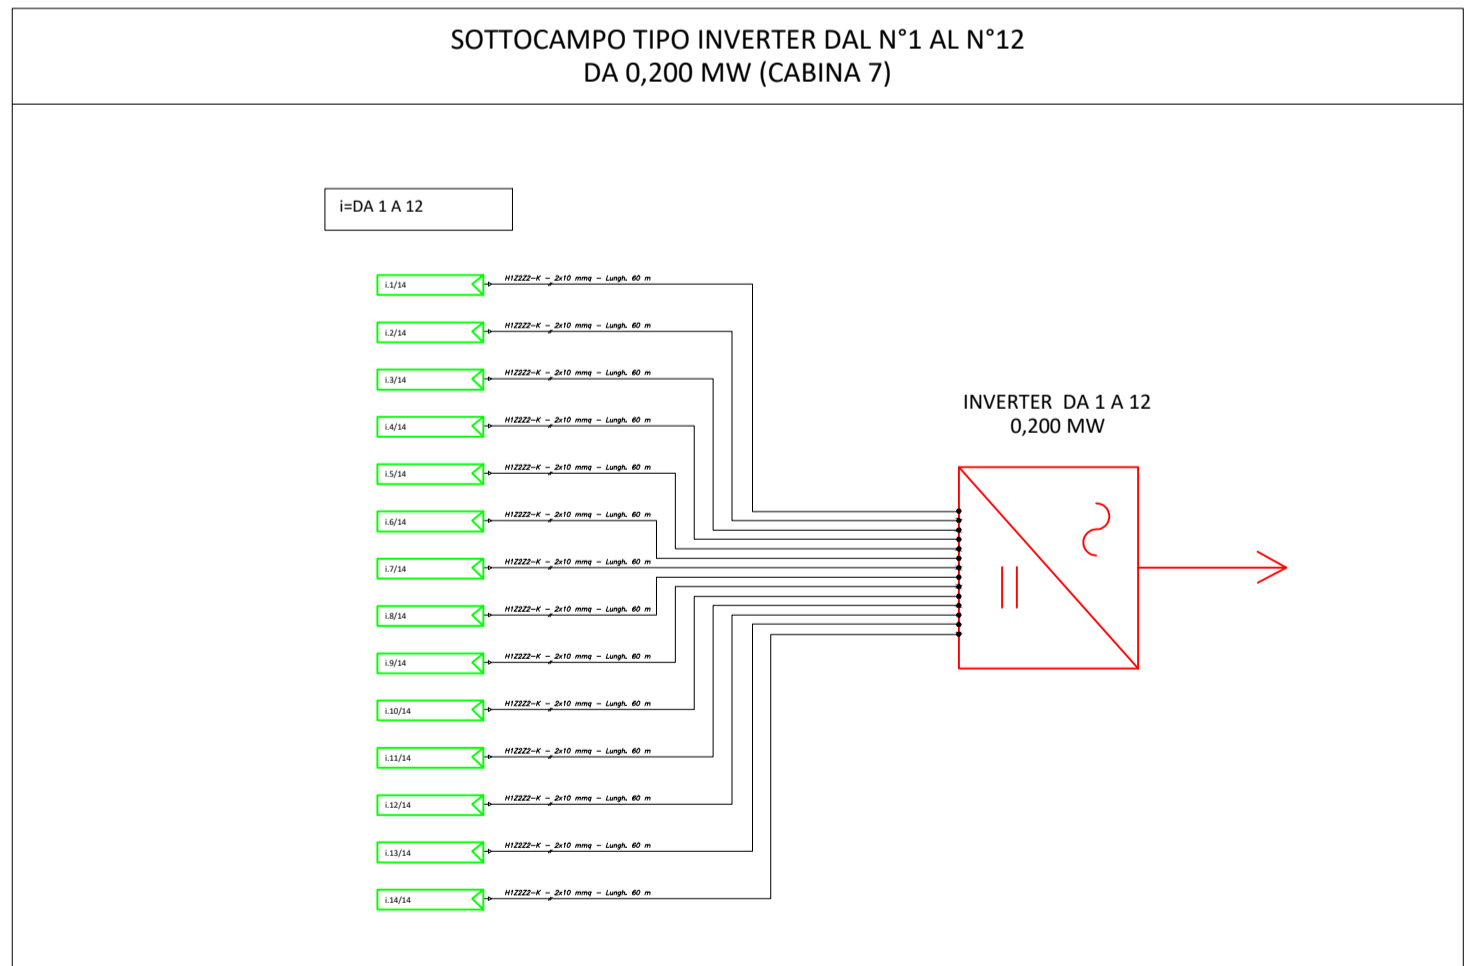 SOTTOCAMPO TIPO INVERTER DAL N°1 AL N°12
DA 0,200 MW (CABINA 7)
i=DA 1 A 12
i.1/14
H1Z2Z2-K - 2x10 mmq - Lungh. 60 m
i.2/14
H1Z2Z2-K - 2x10 mmq - Lungh. 60 m
i.3/14
H1Z2Z2-K - 2x10 mmq - Lungh. 60 m
i.4/14
H1Z2Z2-K - 2x10 mmq - Lungh. 60 m
i.5/14
H1Z2Z2-K - 2x10 mmq - Lungh. 60 m
i.6/14
H1Z2Z2-K - 2x10 mmq - Lungh. 60 m
i.7/14
H1Z2Z2-K - 2x10 mmq - Lungh. 60 m
i.8/14
H1Z2Z2-K - 2x10 mmq - Lungh. 60 m
i.9/14
H1Z2Z2-K - 2x10 mmq - Lungh. 60 m
i.10/14
H1Z2Z2-K - 2x10 mmq - Lungh. 60 m
i.11/14
H1Z2Z2-K - 2x10 mmq - Lungh. 60 m
i.12/14
H1Z2Z2-K - 2x10 mmq - Lungh. 60 m
i.13/14
H1Z2Z2-K - 2x10 mmq - Lungh. 60 m
i.14/14
H1Z2Z2-K - 2x10 mmq - Lungh. 60 m
INVERTER DA 1 A 12
0,200 MW